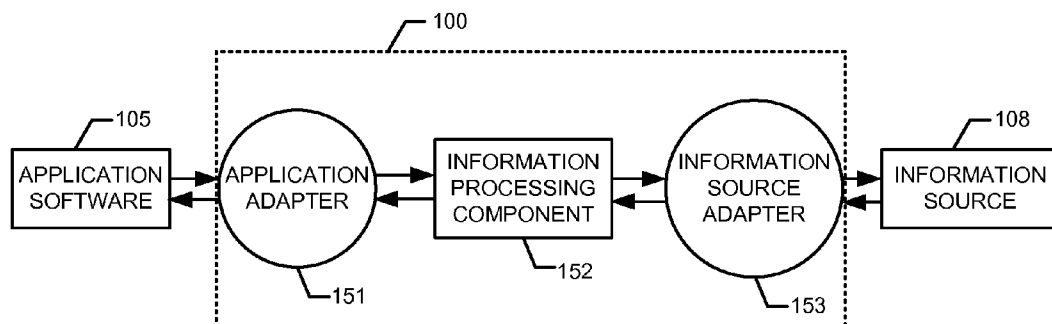 100
105
108
APPLICATION
SOFTWARE
APPLICATION
ADAPTER
INFORMATION
PROCESSING
COMPONENT
INFORMATION
SOURCE
ADAPTER
INFORMATION
SOURCE
151
152
153